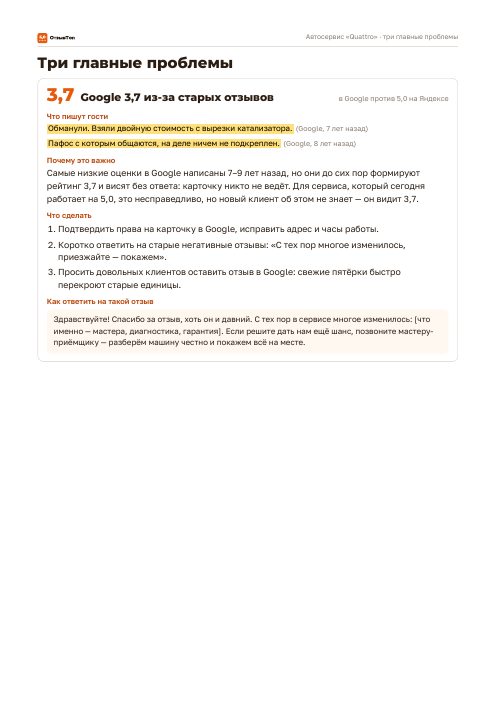 ОтзывТоп
Автосервис «Quattro» · три главные проблемы
Три главные проблемы
3,7 Google 3,7 из-за старых отзывов
в Google против 5,0 на Яндексе
Что пишут гости
Обманули. Взяли двойную стоимость с вырезки катализатора. (Google, 7 лет назад)
Пафос с которым общаются, на деле ничем не подкреплен. (Google, 8 лет назад)
Почему это важно
Самые низкие оценки в Google написаны 7–9 лет назад, но они до сих пор формируют
рейтинг 3,7 и висят без ответа: карточку никто не ведёт. Для сервиса, который сегодня
работает на 5,0, это несправедливо, но новый клиент об этом не знает — он видит 3,7.
Что сделать
1. Подтвердить права на карточку в Google, исправить адрес и часы работы.
2. Коротко ответить на старые негативные отзывы: «С тех пор многое изменилось,
приезжайте — покажем».
3. Просить довольных клиентов оставить отзыв в Google: свежие пятёрки быстро
перекроют старые единицы.
Как ответить на такой отзыв
Здравствуйте! Спасибо за отзыв, хоть он и давний. С тех пор в сервисе многое изменилось: [что
именно — мастера, диагностика, гарантия]. Если решите дать нам ещё шанс, позвоните мастеру-
приёмщику — разберём машину честно и покажем всё на месте.